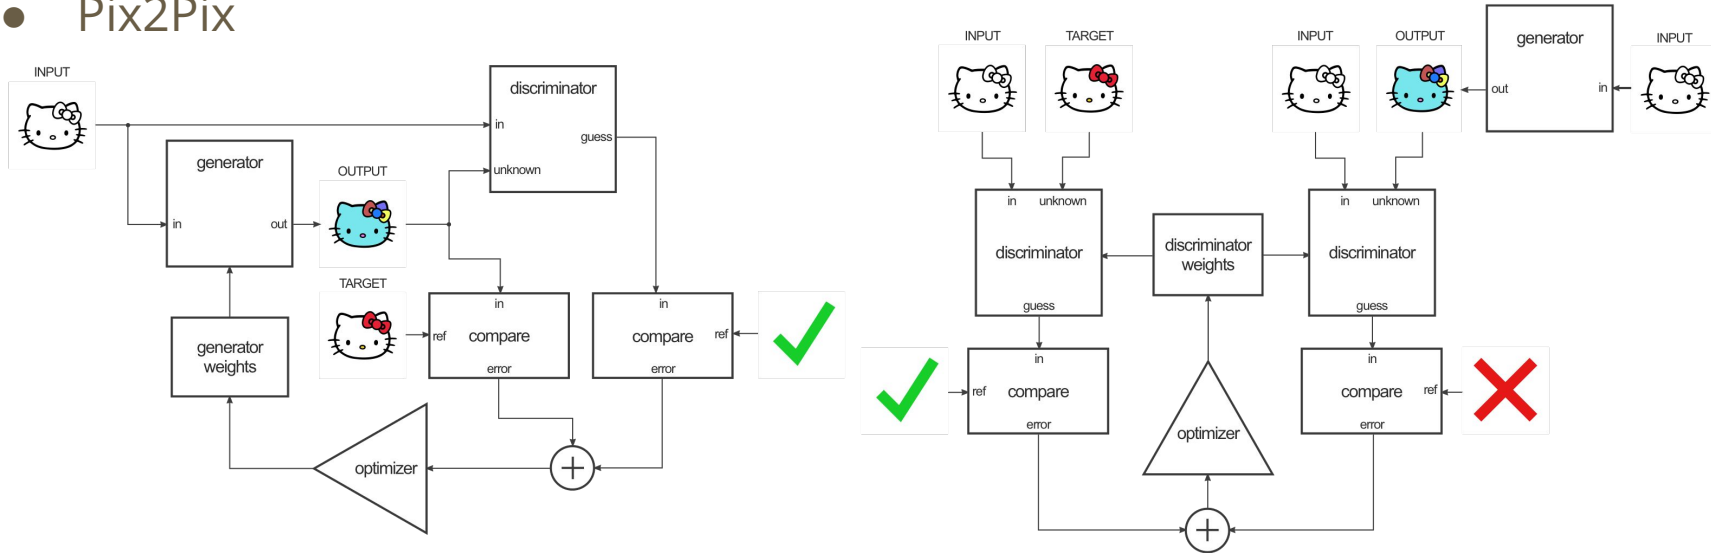 ● Pix2Pix
INPUT
generator
in
out
OUTPUT
TARGET
discriminator
in
unknown
guess
in
ref
compare
error
in
ref
compare
error
generator
weights
optimizer
INPUT
TARGET
INPUT
OUTPUT
generator
out
in
INPUT
in unknown
discriminator
guess
discriminator
weights
in unknown
discriminator
guess
in
ref
compare
error
optimizer
in
ref
compare
error